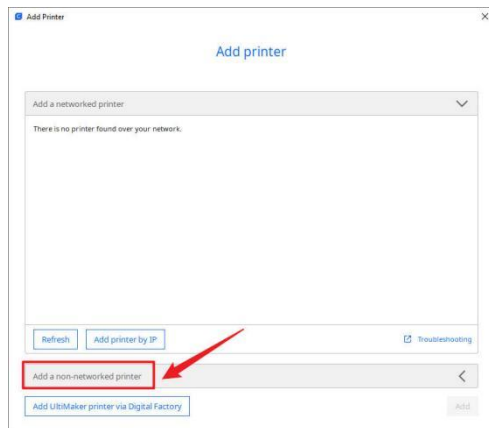 Add Printer
Add printer
Add a networked printer
There is no printer found over your network.
Refresh
Add printer by IP
Troubleshooting
Add a non-networked printer
Add UltiMaker printer via Digital Factory
Add